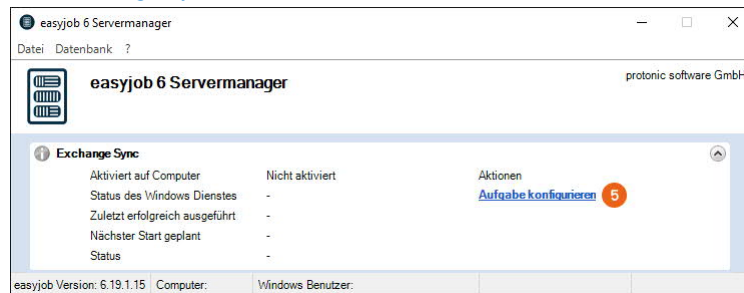 easyjob 6 Servermanager
Datei Datenbank ?
easyjob 6 Servermanager
protonic software GmbH
Exchange Sync
Aktiviert auf Computer Nicht aktiviert Aktionen
Status des Windows Dienstes - Aufgabe konfigurieren 5
Zuletzt erfolgreich ausgeführt -
Nächster Start geplant -
Status -
easyjob Version: 6.19.1.15 Computer: Windows Benutzer: